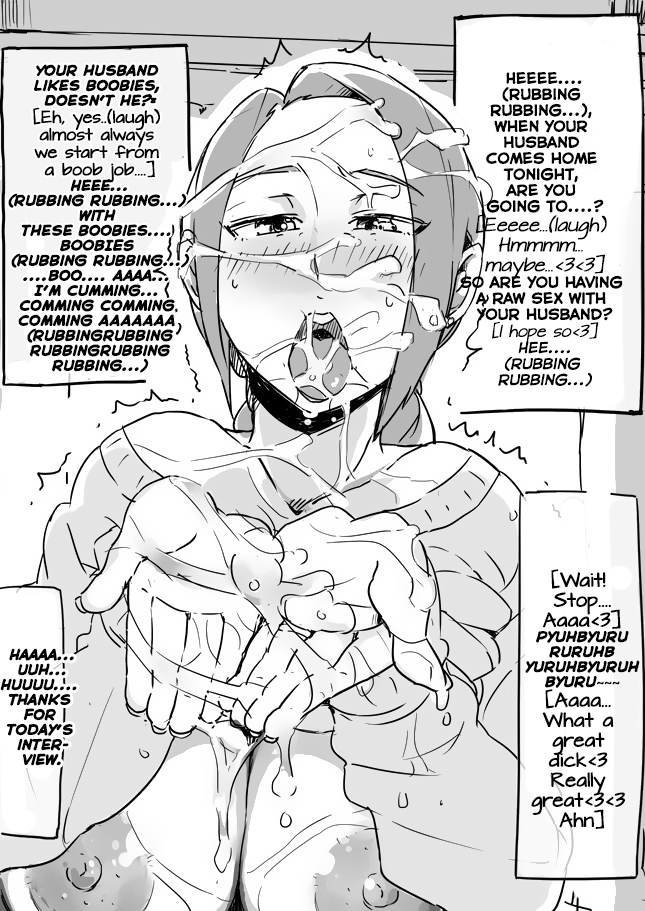 HEEEE....
(RUBBING
RUBBING...),
WHEN YOUR
HUSBAND
COMES HOME
TONIGHT,
ARE YOU
GOING TO....?
[Eeeee...(laugh)
Hmmmm...
maybe...<3<3]
SO ARE YOU HAVING
A RAW SEX WITH
YOUR HUSBAND?
[I hope so<3]
HEE....
(RUBBING
RUBBING...)
YOUR HUSBAND
LIKES BOOBIES,
DOESN'T HE?
[Eh, yes..(laugh)
almost always
we start from
a boob job....]
HEEE...
(RUBBING RUBBING...)
WITH
THESE BOOBIES....
BOOBIES
(RUBBING RUBBING...)
....BOO.... AAAA...
I'M CUMMING...
COMMING COMMING
COMMING AAAAAAA
(RUBBINGRUBBING
RUBBINGRUBBING
RUBBING...)
[Wait!
Stop....
Aaaa<3]
PYUHBYURU
RURUHB
YURUHBYURUH
BYURU~~~
[Aaaa...
What a
great
dick<3
Really
great<3<3
Ahn]
HAAAA...
UUH...
HUUUU....
THANKS
FOR
TODAY'S
INTER-
VIEW.